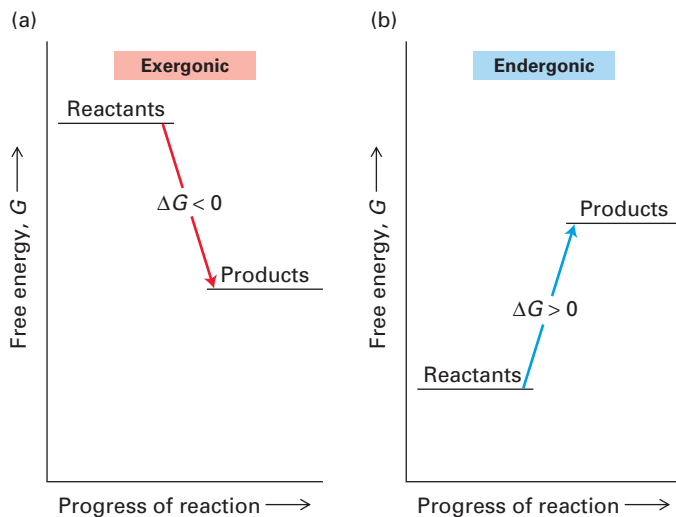 (a)
Exergonic
Reactants
ΔG < 0
Products
Free energy, G
Progress of reaction
(b)
Endergonic
Products
ΔG > 0
Reactants
Free energy, G
Progress of reaction